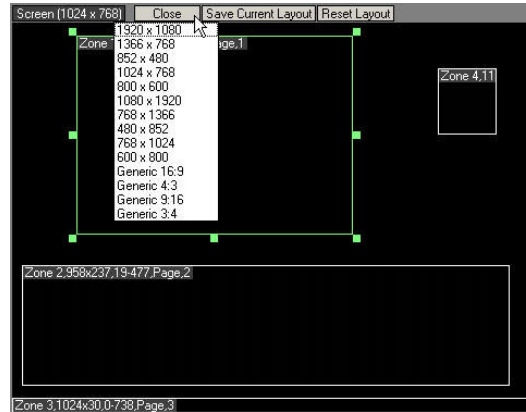 Screen (1024 x 768) Close Save Current Layout Reset Layout
1920 x 1080
Zone 1366 x 768 age,1
852 x 480
1024 x 768
Zone 4,11
800 x 600
1080 x 1920
768 x 1366
480 x 852
768 x 1024
600 x 800
Generic 16:9
Generic 4:3
Generic 9:16
Generic 3:4
Zone 2,958x237,19-477,Page,2
Zone 3,1024x30,0-738,Page,3